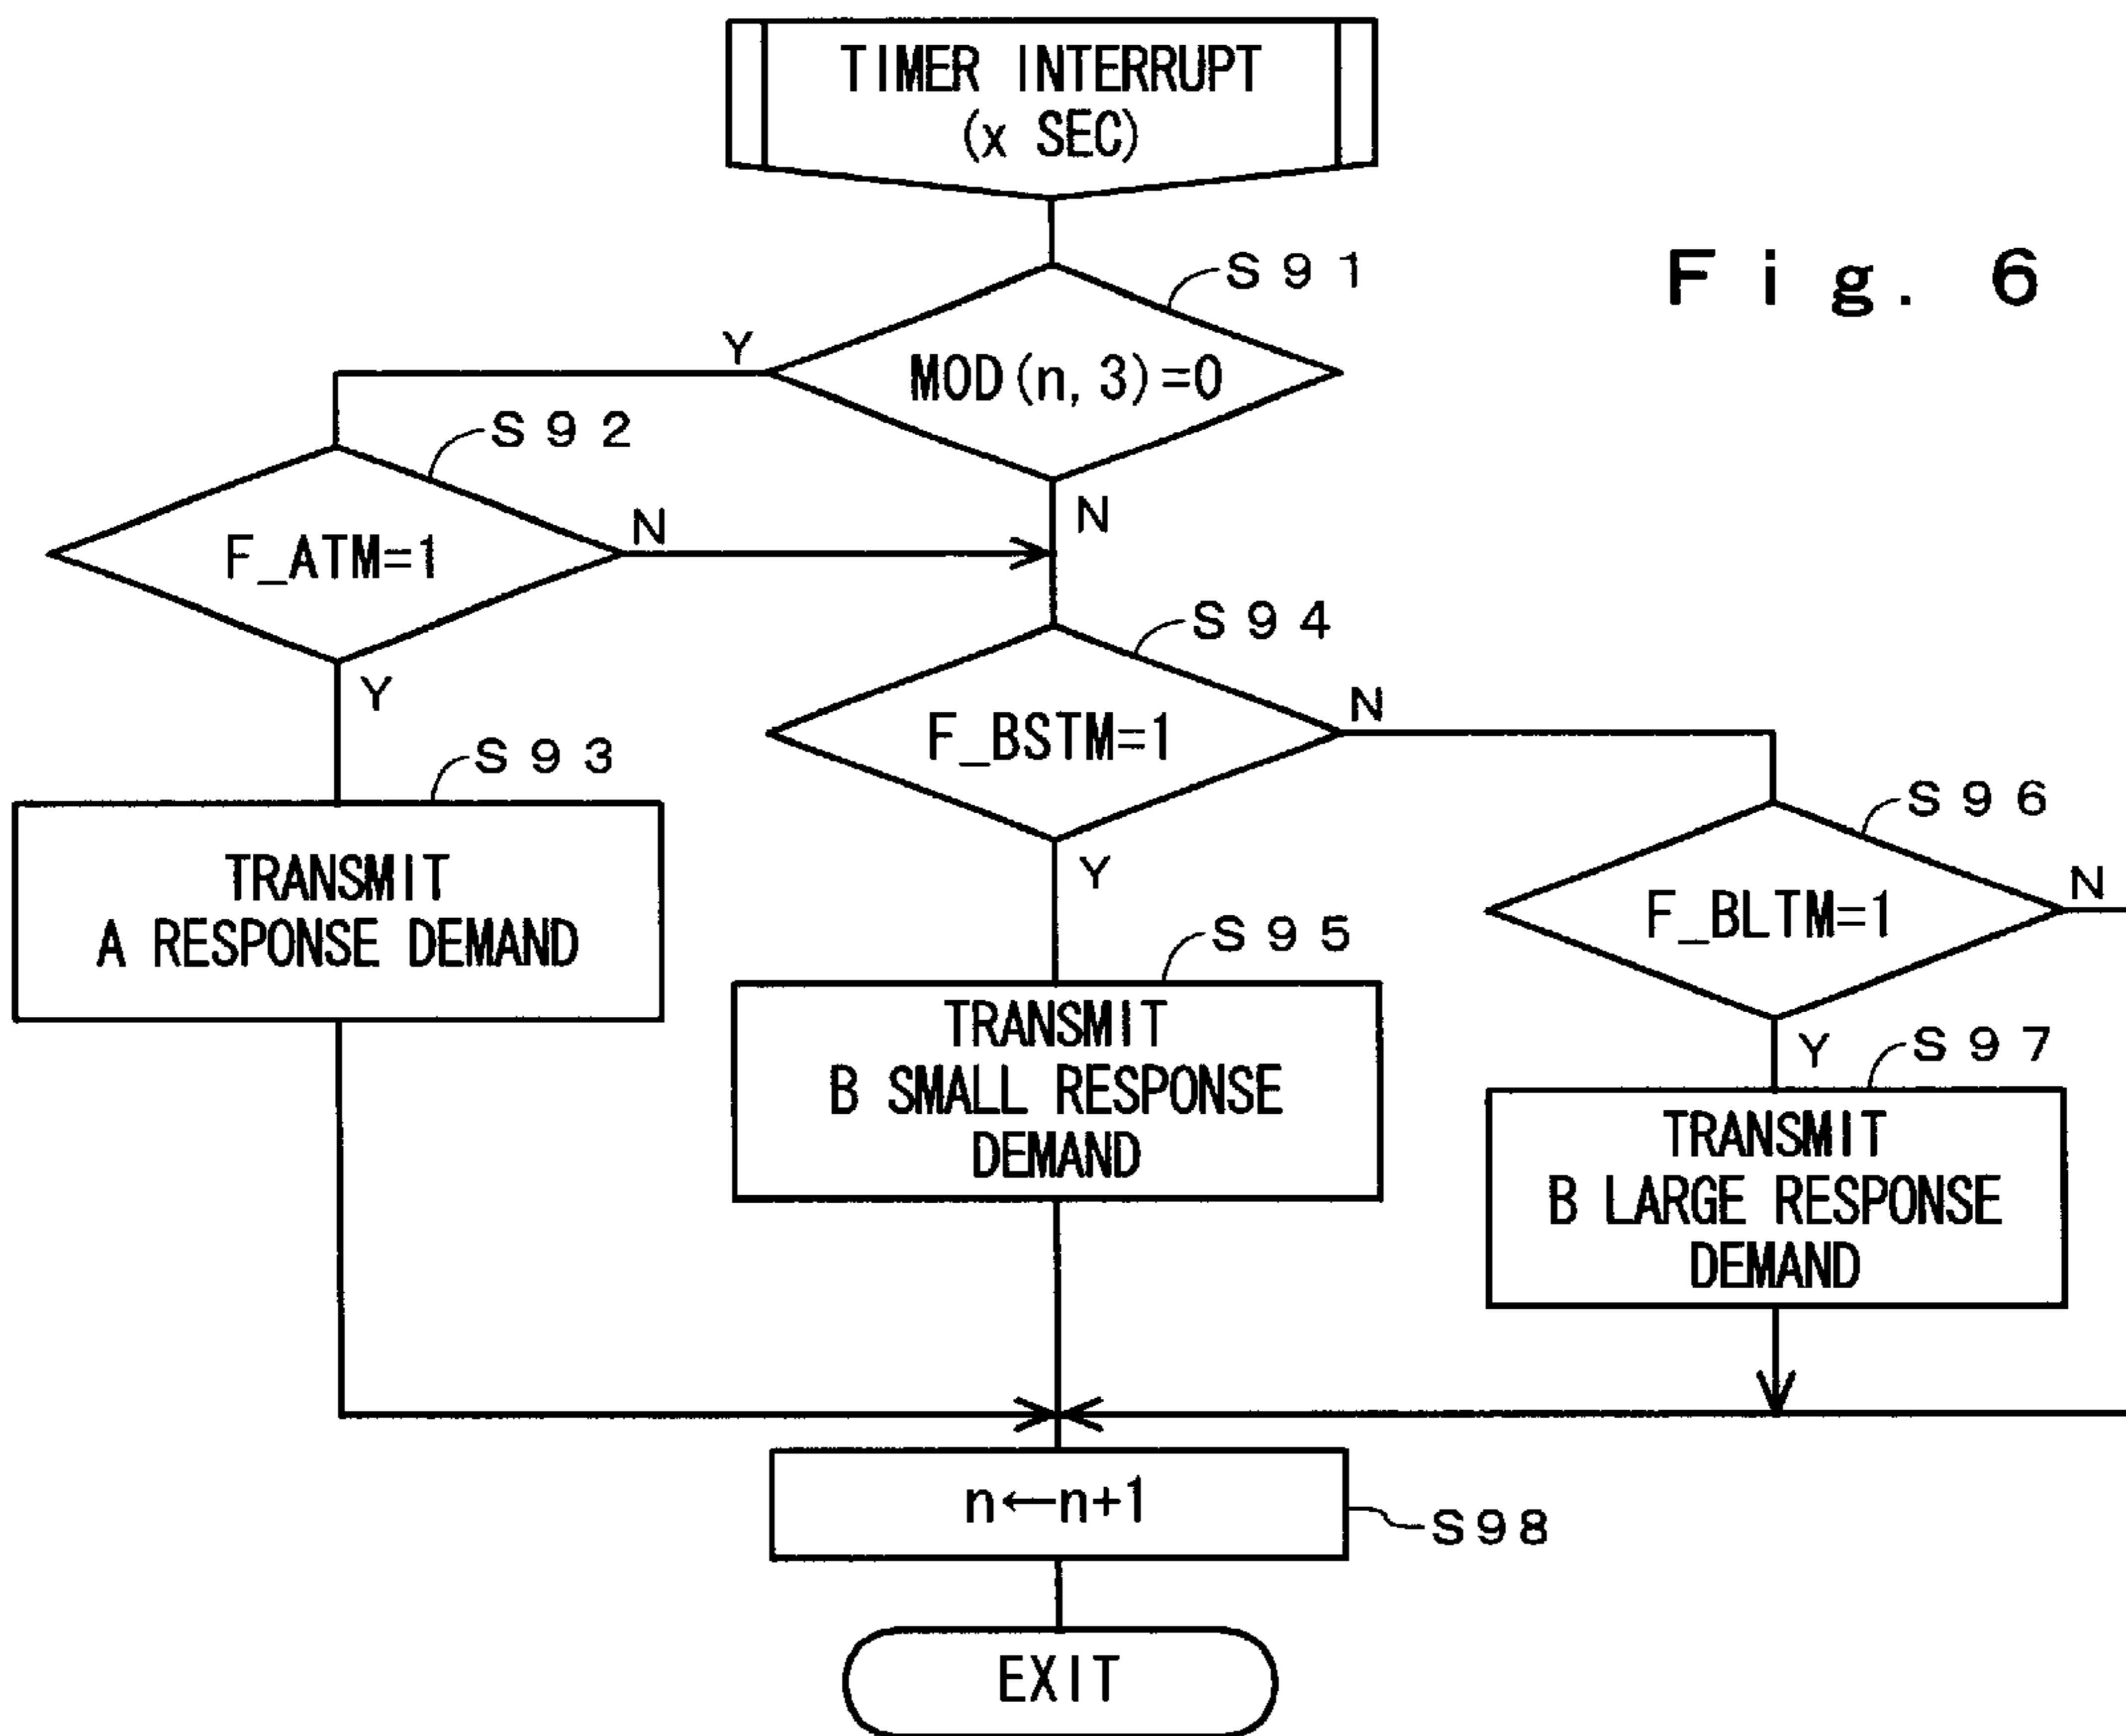 TIMER INTERRUPT
(x SEC)
Fig. 6
S91
Y
MOD(n,3)=0
N
S92
F_ATM=1
N
Y
S94
F_BSTM=1
N
Y
S93
TRANSMIT
A RESPONSE DEMAND
S96
F_BLTM=1
N
Y
S95
TRANSMIT
B SMALL RESPONSE
DEMAND
S97
TRANSMIT
B LARGE RESPONSE
DEMAND
n←n+1
S98
EXIT